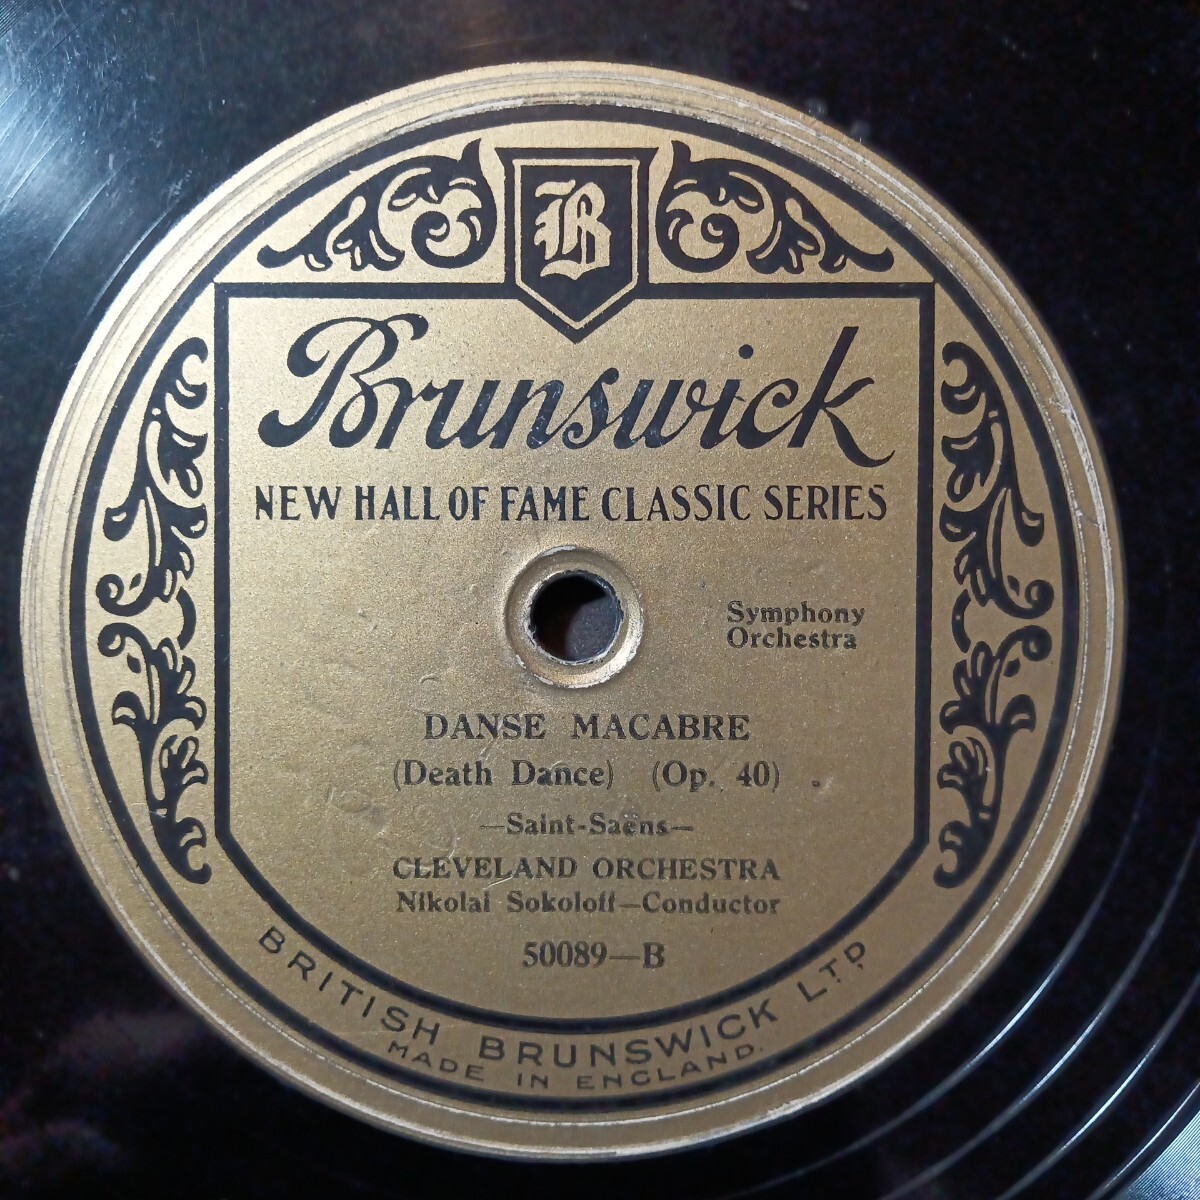 B
Brunswick
NEW HALL OF FAME CLASSIC SERIES
Symphony
Orchestra
DANSE MACABRE
(Death Dance) (Op. 40)
—Saint-Saëns—
CLEVELAND ORCHESTRA
Nikolai Sokoloff—Conductor
50089—B
BRITISH BRUNSWICK LTD
MADE IN ENGLAND.